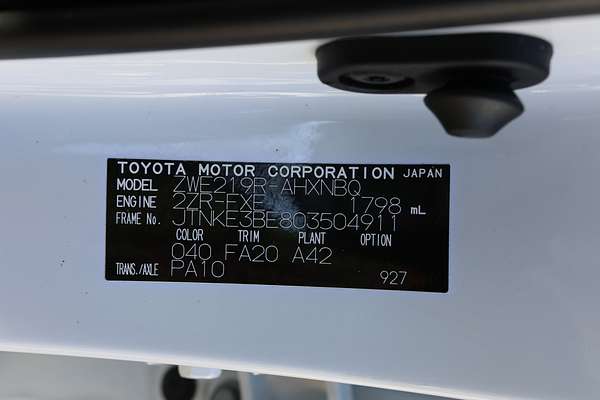 TOYOTA MOTOR CORPORATION JAPAN
MODEL ZWE219R-AHXNBQ
ENGINE 2ZR-FXE 1798 mL
FRAME No. JTNKE3BE803504911
COLOR TRIM PLANT OPTION
040 FA20 A42
TRANS./AXLE PA10 927